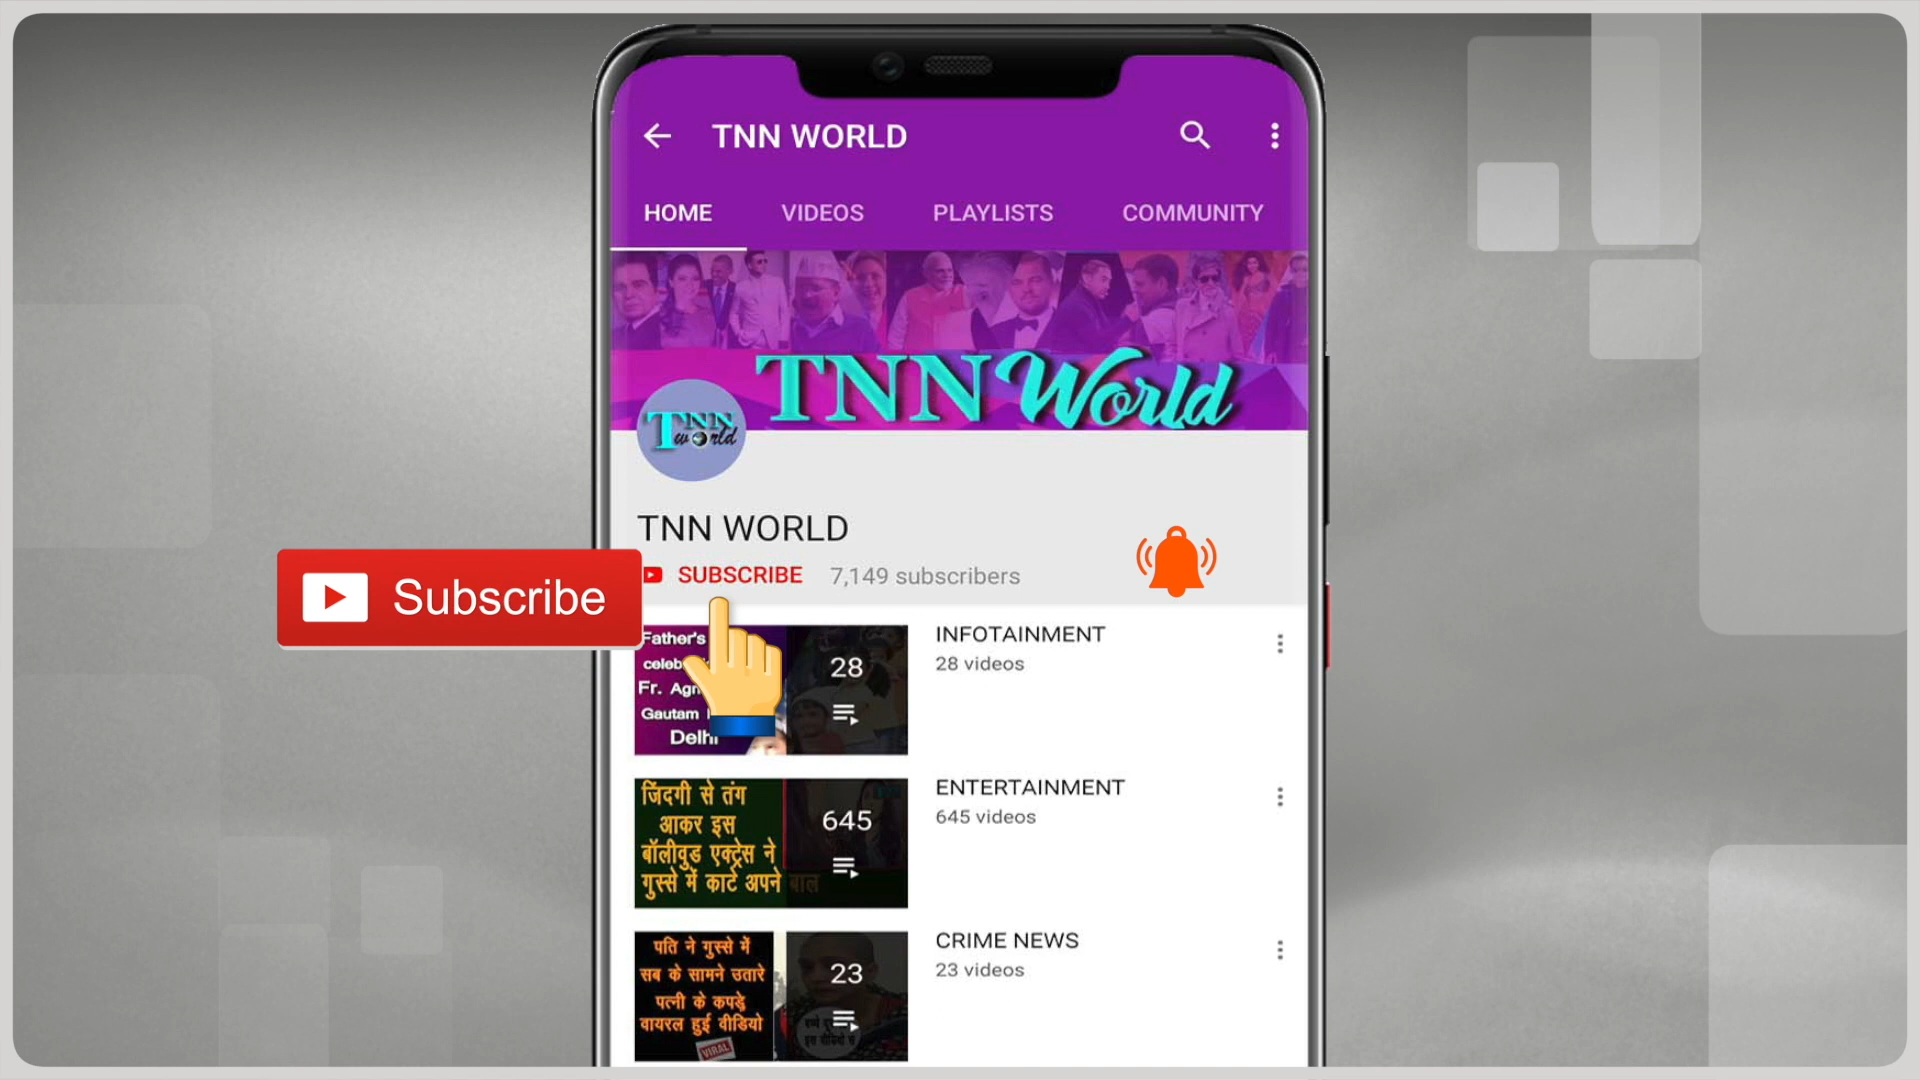 TNN WORLD
HOME VIDEOS PLAYLISTS COMMUNITY
TNN World
TNN World
TNN WORLD
Subscribe
SUBSCRIBE 7,149 subscribers
Father's
Fr.
Gautam
Delhi
28
INFOTAINMENT
28 videos
जिंदगी से तंग
आकर इस
बॉलीवुड एक्ट्रेस ने
गुस्से में काटे अपने बाल
645
ENTERTAINMENT
645 videos
पति ने गुस्से में
सब के सामने उतारे
पत्नी के कपड़े
वायरल हुई वीडियो
VIRAL
23
CRIME NEWS
23 videos